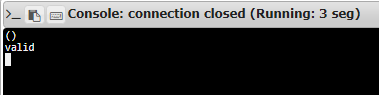 >_ Console: connection closed (Running: 3 seg)
()
valid